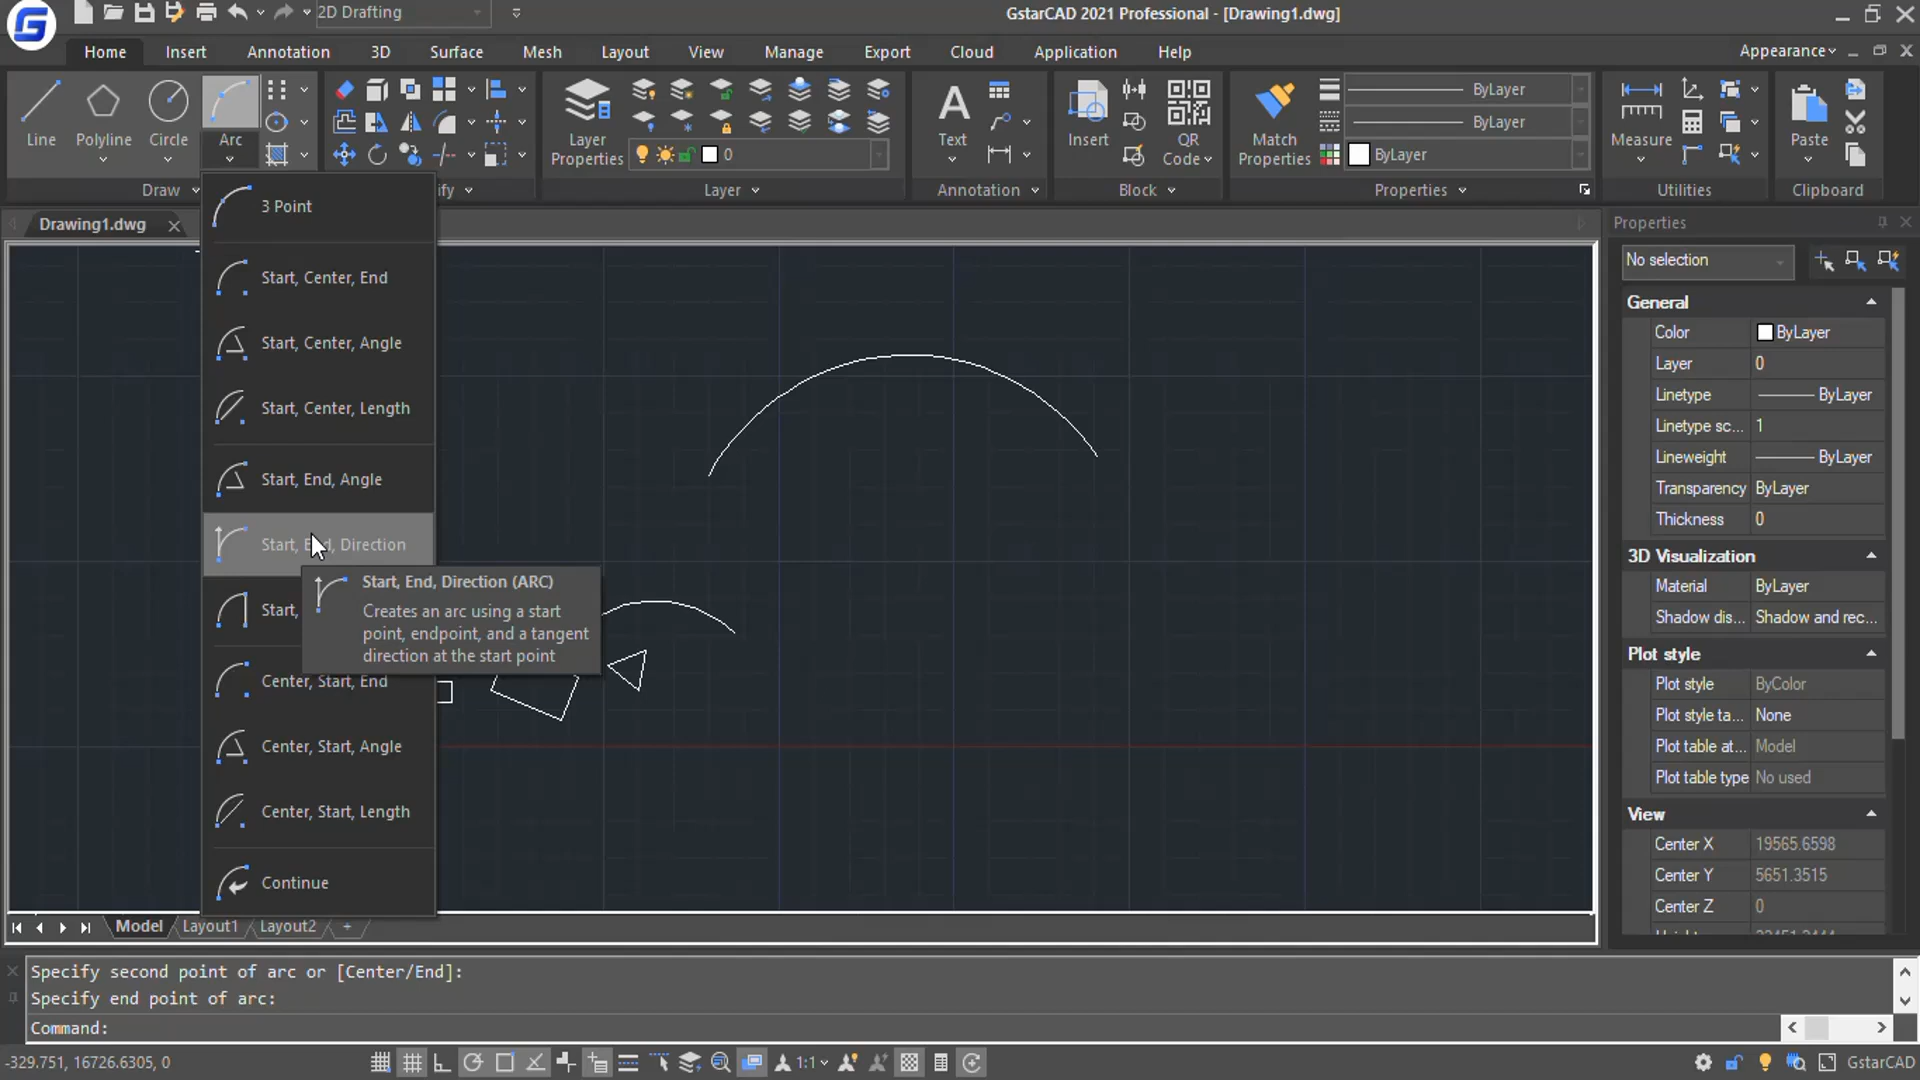 2D Drafting
GstarCAD 2021 Professional - [Drawing1.dwg]
Home Insert Annotation 3D Surface Mesh Layout View Manage Export Cloud Application Help
Appearance
Line Polyline Circle Arc
Layer
Properties
0
Text
Insert
QR
Code
Match
Properties
ByLayer
ByLayer
ByLayer
Measure
Paste
Draw
ify
Layer
Annotation
Block
Properties
Utilities
Clipboard
Drawing1.dwg
3 Point
Start, Center, End
Start, Center, Angle
Start, Center, Length
Start, End, Angle
Start, End, Direction
Start,
Start, End, Direction (ARC)
Creates an arc using a start
point, endpoint, and a tangent
direction at the start point
Center, Start, End
Center, Start, Angle
Center, Start, Length
Continue
Properties
No selection
General
Color ByLayer
Layer 0
Linetype ByLayer
Linetype sc... 1
Lineweight ByLayer
Transparency ByLayer
Thickness 0
3D Visualization
Material ByLayer
Shadow dis... Shadow and rec...
Plot style
Plot style ByColor
Plot style ta... None
Plot table at... Model
Plot table type No used
View
Center X 19565.6598
Center Y 5651.3515
Center Z 0
Model Layout1 Layout2 +
Specify second point of arc or [Center/End]:
Specify end point of arc:
Command:
-329.751, 16726.6305, 0
1:1
GstarCAD